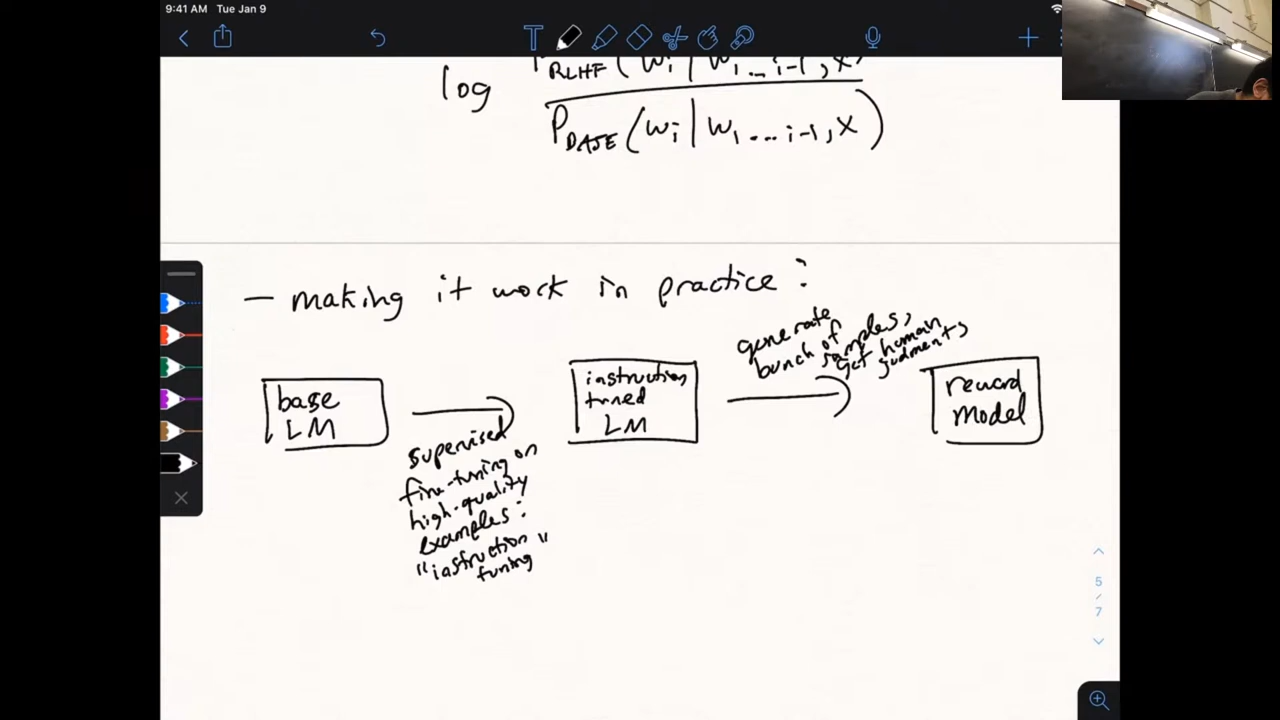 9:41 AM Tue Jan 9
T
log P_RLHF(w_i | w_1...i-1, x)
P_BASE(w_i | w_1...i-1, x)
— making it work in practice:
generate
bunch of samples,
get human
judments
base
LM
instruction
tuned
LM
reward
Model
supervised
fine-tuning on
high-quality
examples:
"instruction"
tuning
5
/
7